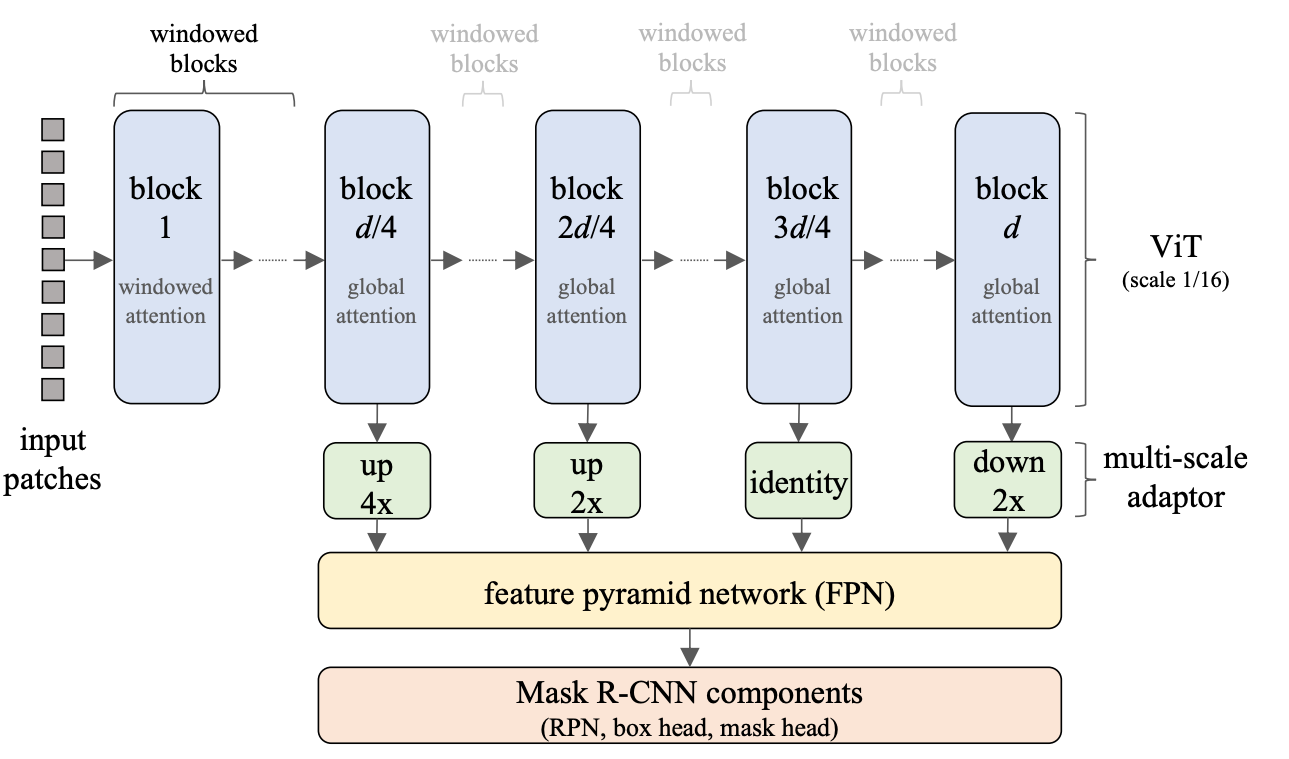 windowed
blocks
windowed
blocks
windowed
blocks
windowed
blocks
block
1
windowed
attention
block
d/4
global
attention
block
2d/4
global
attention
block
3d/4
global
attention
block
d
global
attention
ViT
(scale 1/16)
input
patches
up
4x
up
2x
identity
down
2x
multi-scale
adaptor
feature pyramid network (FPN)
Mask R-CNN components
(RPN, box head, mask head)